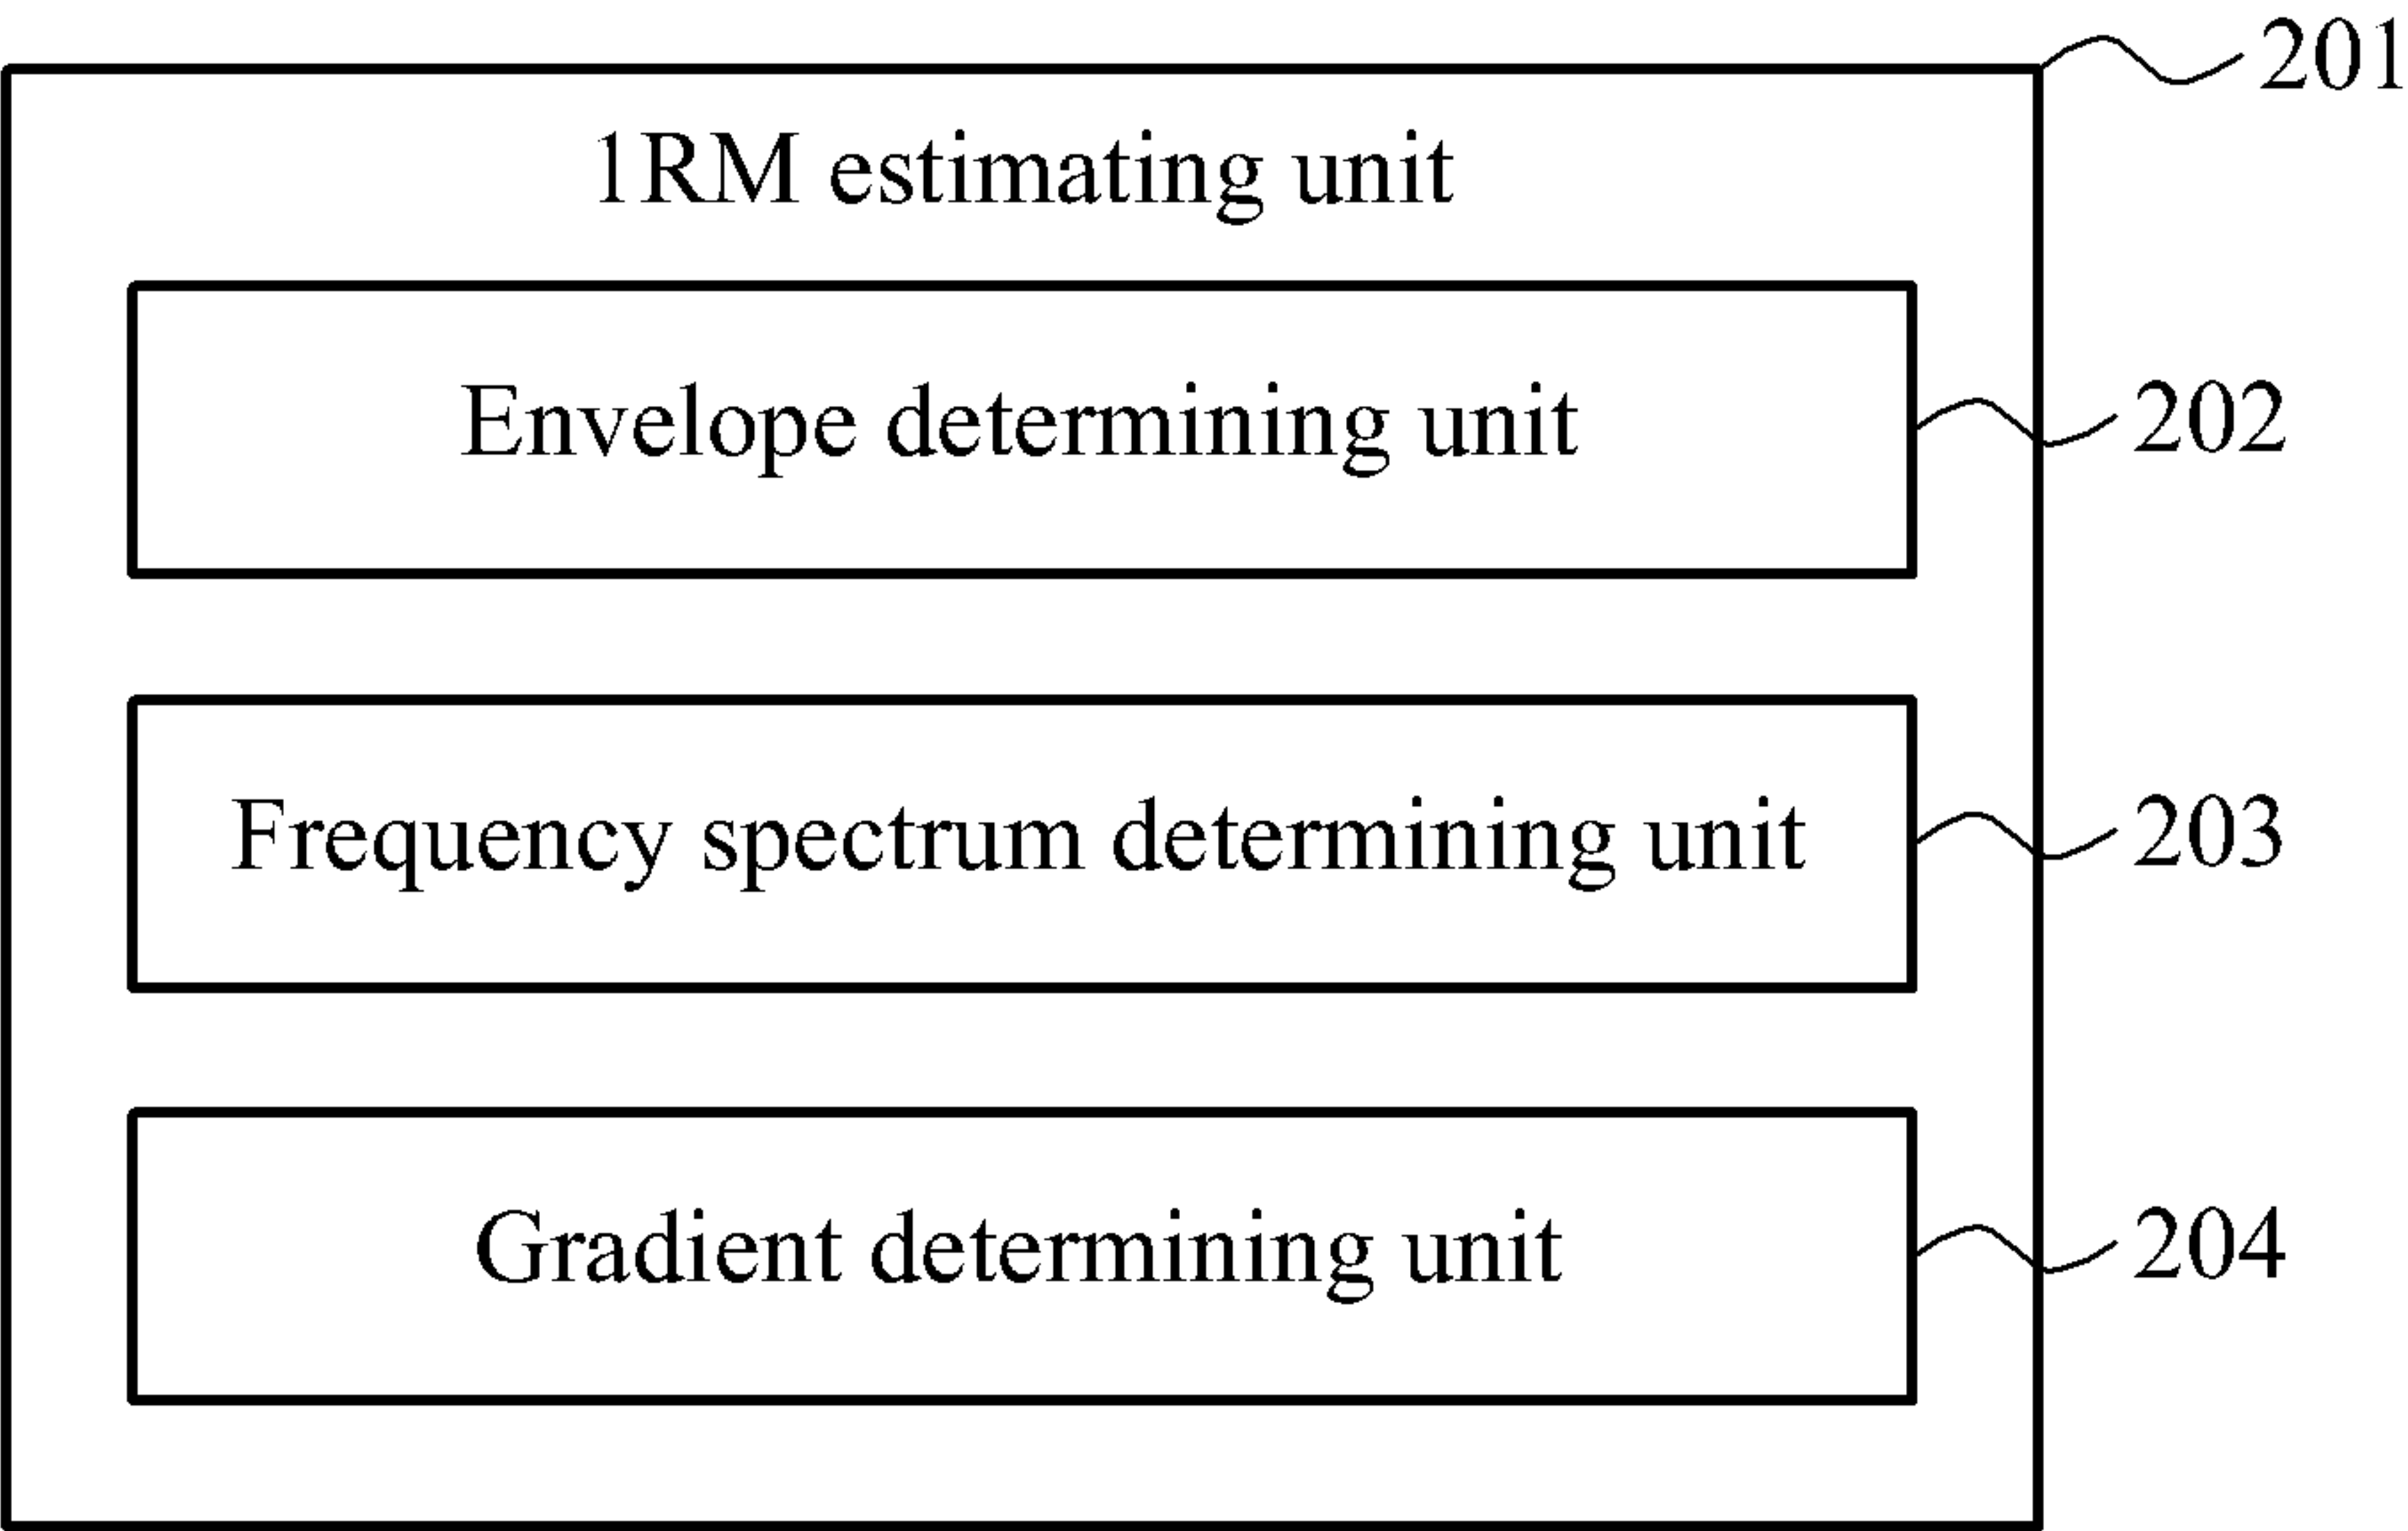 201
1RM estimating unit
Envelope determining unit
202
Frequency spectrum determining unit
203
Gradient determining unit
204